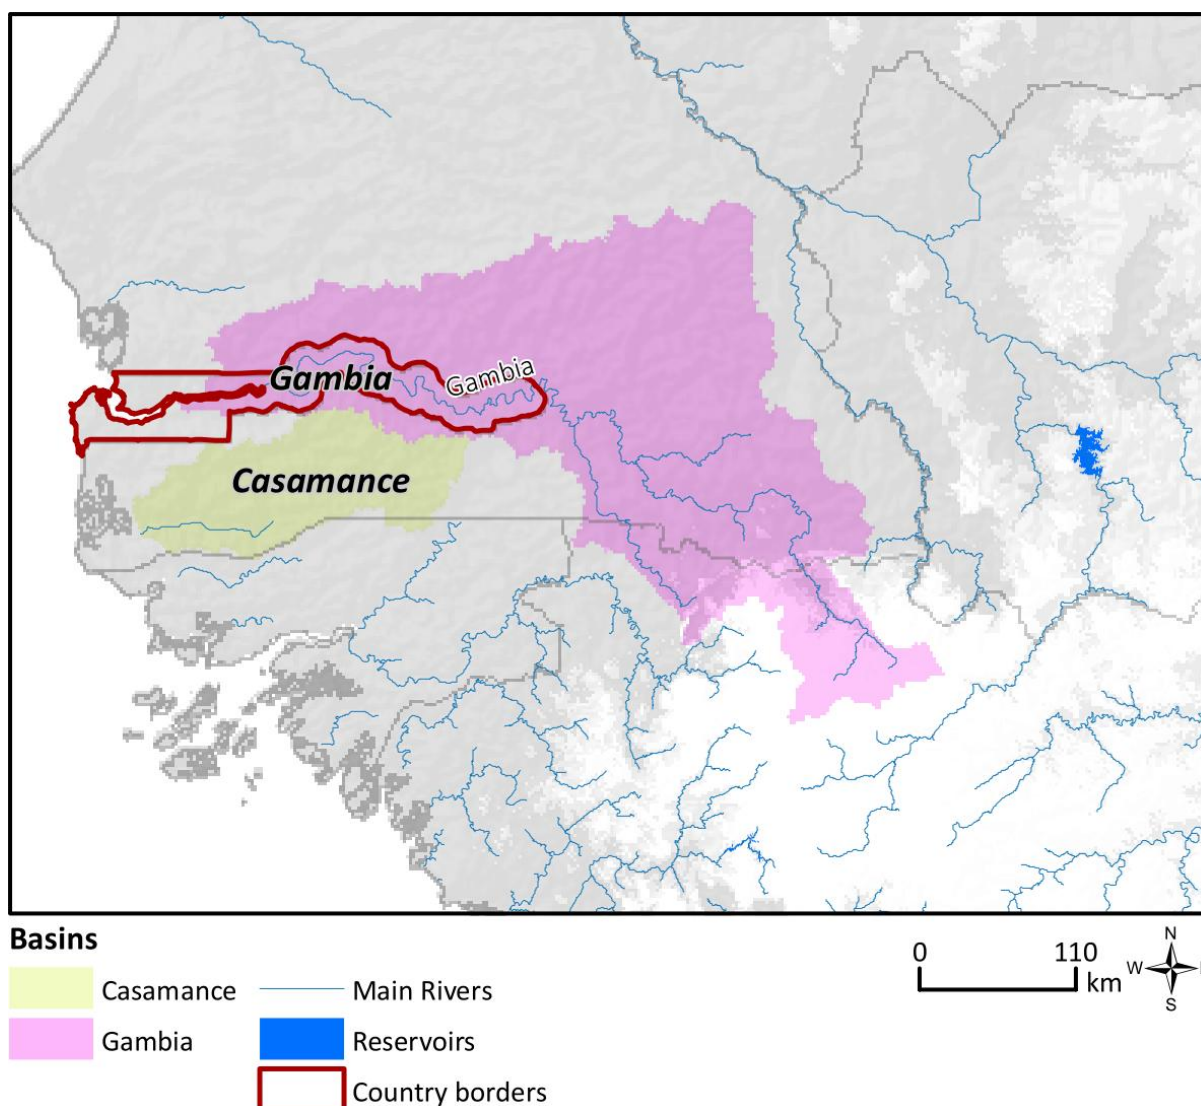 Gambia
Gambia
Casamance
Basins
Casamance
Gambia
Main Rivers
Reservoirs
Country borders
0 110
km
N
W
S